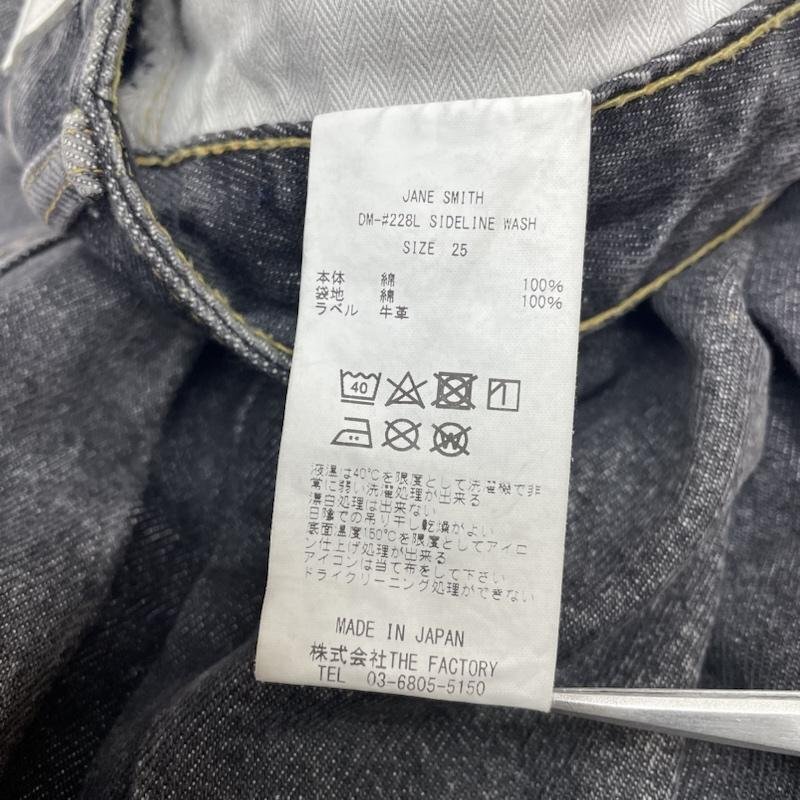 JANE SMITH
DM-#228L SIDELINE WASH
SIZE 25
本体 綿 100%
袋地 綿 100%
ラベル 牛革
40
W
液温は40℃を限度として洗濯機で非
常に弱い洗濯処理が出来る
漂白処理は出来ない
日陰での吊り干し乾燥がよい
底面温度150℃を限度としてアイロ
ン仕上げ処理が出来る
アイロンは当て布をして下さい
ドライクリーニング処理ができない
MADE IN JAPAN
株式会社THE FACTORY
TEL 03-6805-5150